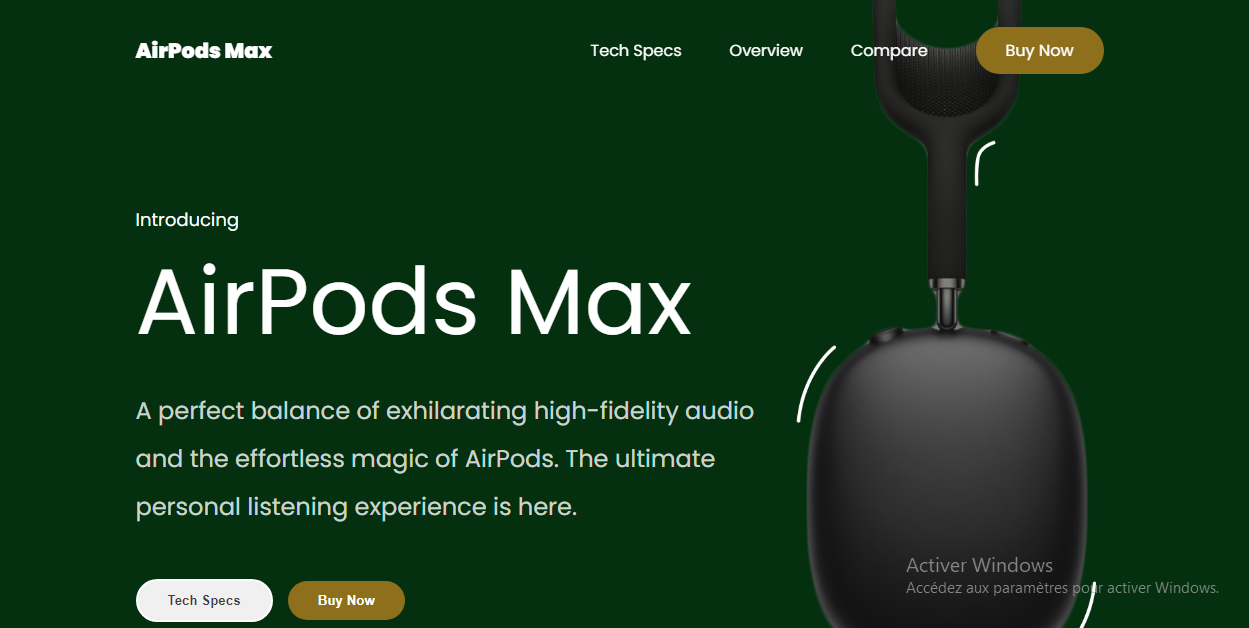 AirPods Max
Tech Specs
Overview
Compare
Buy Now
Introducing
AirPods Max
A perfect balance of exhilarating high-fidelity audio
and the effortless magic of AirPods. The ultimate
personal listening experience is here.
Tech Specs
Buy Now
Activer Windows
Accédez aux paramètres pour activer Windows.